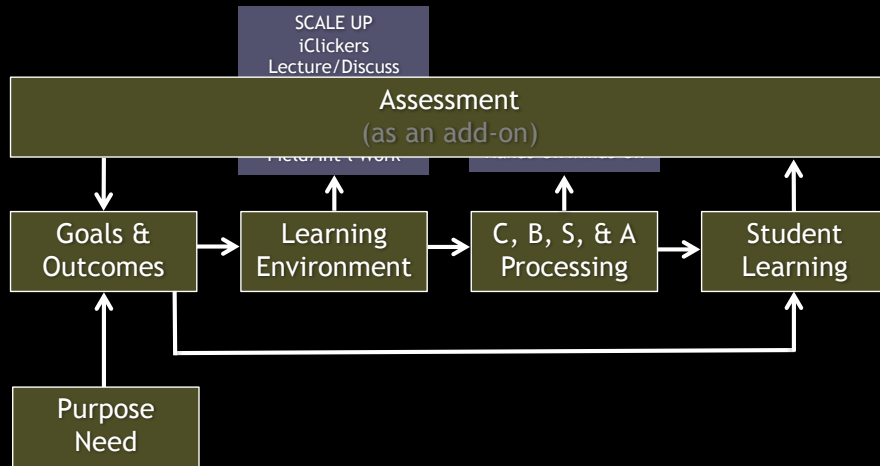 SCALE UP
iClickers
Lecture/Discuss
Assessment
(as an add-on)
Goals &
Outcomes
Learning
Environment
C, B, S, & A
Processing
Student
Learning
Purpose
Need